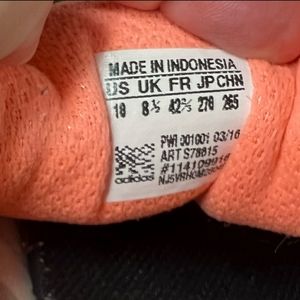 MADE IN INDONESIA
US UK FR JP CHN
10 8½ 42⅔ 270 265
PWI 001001 03/16
ART S78815
adidas